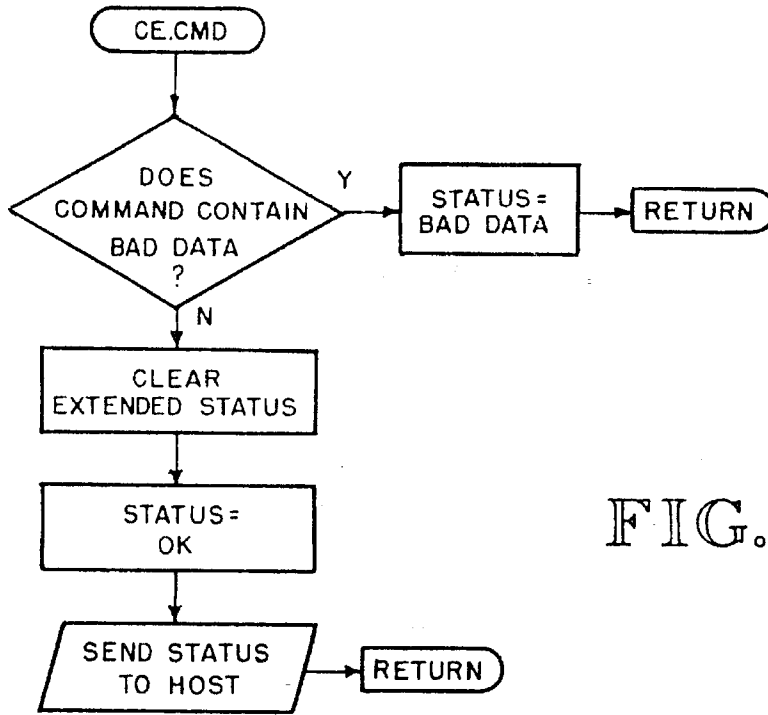 CE.CMD
DOES
COMMAND CONTAIN
BAD DATA
?
Y
STATUS=
BAD DATA
RETURN
N
CLEAR
EXTENDED STATUS
STATUS=
OK
FIG.
SEND STATUS
TO HOST
RETURN